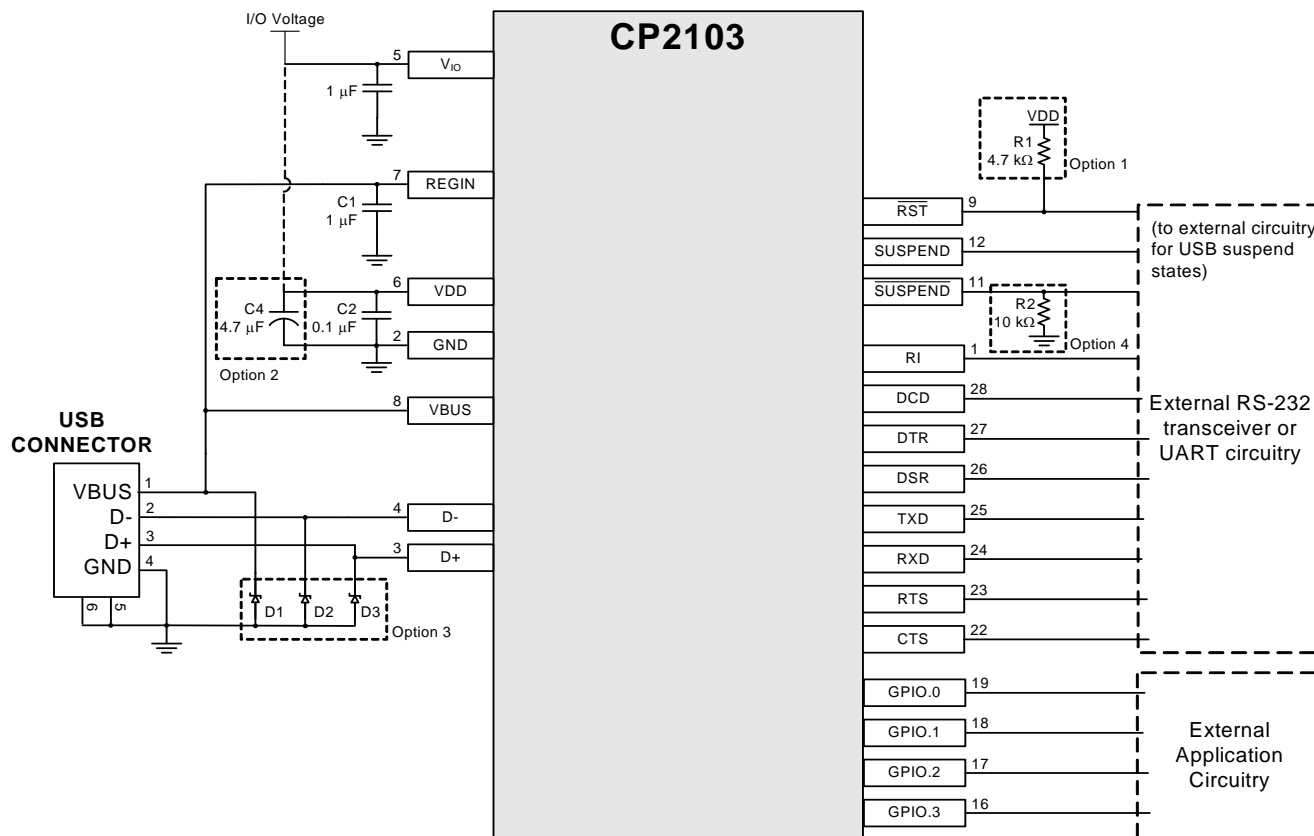 I/O Voltage
CP2103
5
VIO
1 μF
7
REGIN
C1
1 μF
6
VDD
C4
4.7 μF
C2
0.1 μF
2
GND
Option 2
8
VBUS
USB
CONNECTOR
VBUS
1
D-
2
D+
3
GND
4
6
5
4
D-
3
D+
D1
D2
D3
Option 3
VDD
R1
4.7 kΩ
Option 1
RST
9
SUSPEND
12
SUSPEND
11
R2
10 kΩ
Option 4
(to external circuitry
for USB suspend
states)
RI
1
DCD
28
DTR
27
DSR
26
TXD
25
RXD
24
RTS
23
CTS
22
External RS-232
transceiver or
UART circuitry
GPIO.0
19
GPIO.1
18
GPIO.2
17
GPIO.3
16
External
Application
Circuitry